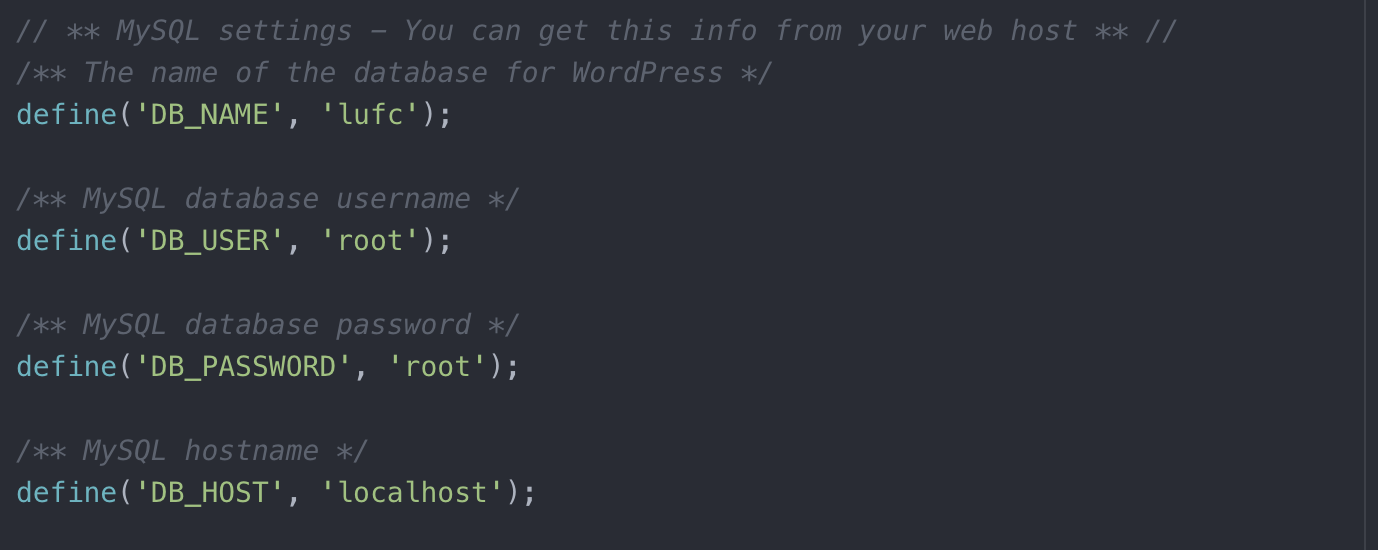 // ** MySQL settings – You can get this info from your web host ** //
/** The name of the database for WordPress */
define('DB_NAME', 'lufc');
/** MySQL database username */
define('DB_USER', 'root');
/** MySQL database password */
define('DB_PASSWORD', 'root');
/** MySQL hostname */
define('DB_HOST', 'localhost');